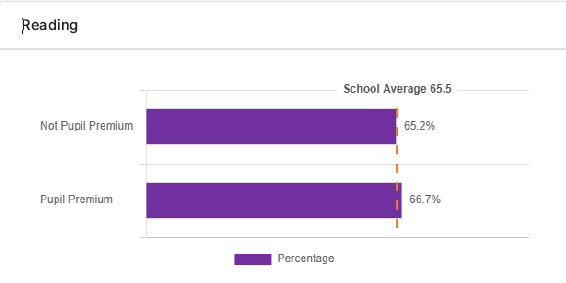 Reading
School Average 65.5
Not Pupil Premium
65.2%
Pupil Premium
66.7%
Percentage